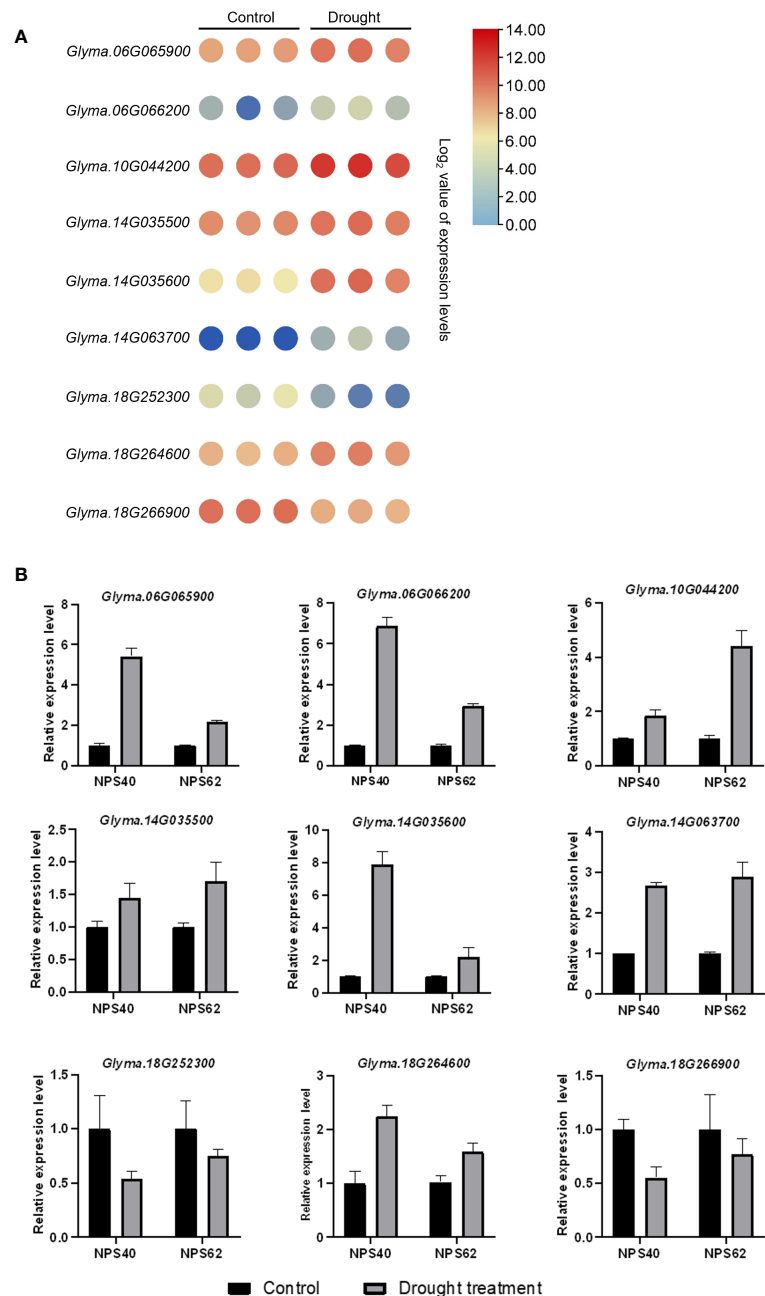 A
Control
Drought
Glyma.06G065900
Glyma.06G066200
Glyma.10G044200
Glyma.14G035500
Glyma.14G035600
Glyma.14G063700
Glyma.18G252300
Glyma.18G264600
Glyma.18G266900
14.00
12.00
10.00
8.00
6.00
4.00
2.00
0.00
Log2 value of expression levels
B
Glyma.06G065900
Relative expression level
8
6
4
2
0
NPS40
NPS62
Glyma.06G066200
Relative expression level
8
6
4
2
0
NPS40
NPS62
Glyma.10G044200
Relative expression level
6
4
2
0
NPS40
NPS62
Glyma.14G035500
Relative expression level
2.5
2.0
1.5
1.0
0.5
0.0
NPS40
NPS62
Glyma.14G035600
Relative expression level
10
8
6
4
2
0
NPS40
NPS62
Glyma.14G063700
Relative expression level
4
3
2
1
0
NPS40
NPS62
Glyma.18G252300
Relative expression level
1.5
1.0
0.5
0.0
NPS40
NPS62
Glyma.18G264600
Relative expression level
3
2
1
0
NPS40
NPS62
Glyma.18G266900
Relative expression level
1.5
1.0
0.5
0.0
NPS40
NPS62
Control
Drought treatment